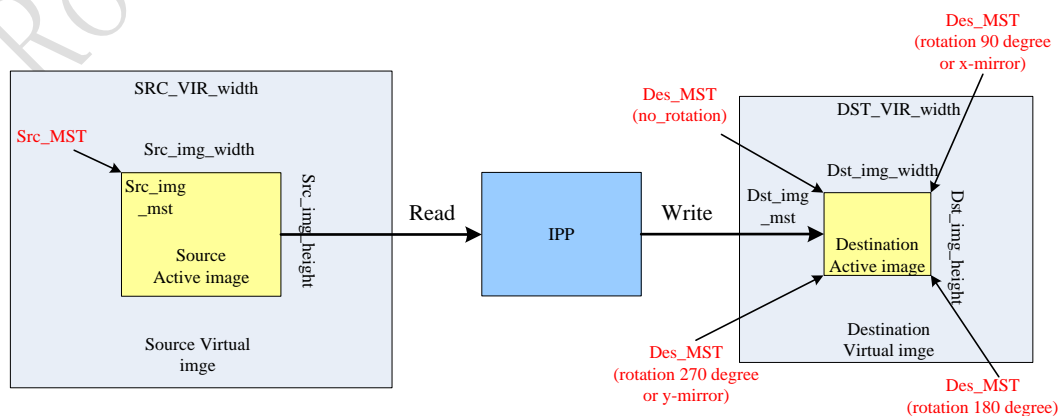 Ro
SRC_VIR_width
Src_MST
Src_img_width
Src_img
_mst
Src_img_height
Source
Active image
Source Virtual
imge
Read
IPP
Write
Des_MST
(no_rotation)
Des_MST
(rotation 90 degree
or x-mirror)
DST_VIR_width
Dst_img_width
Dst_img
_mst
Dst_img_height
Destination
Active image
Destination
Virtual imge
Des_MST
(rotation 270 degree
or y-mirror)
Des_MST
(rotation 180 degree)